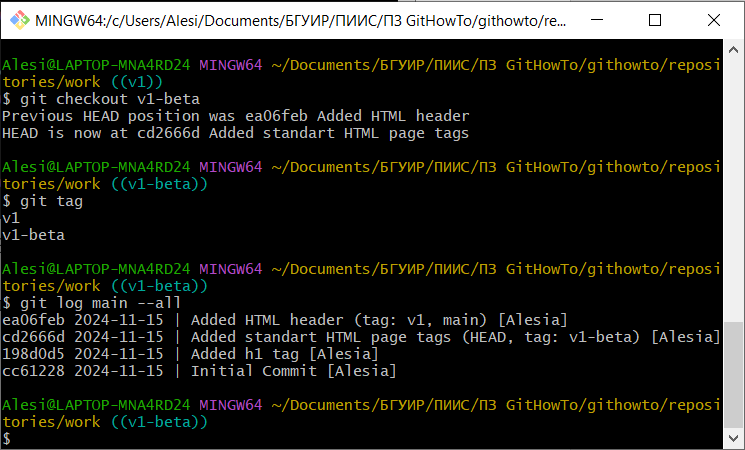 MINGW64:/c/Users/Alesi/Documents/БГУИР/ПИИС/ПЗ GitHowTo/githowto/re...
Alesi@LAPTOP-MNA4RD24 MINGW64 ~/Documents/БГУИР/ПИИС/ПЗ GitHowTo/githowto/reposi
tories/work ((v1))
$ git checkout v1-beta
Previous HEAD position was ea06feb Added HTML header
HEAD is now at cd2666d Added standart HTML page tags
Alesi@LAPTOP-MNA4RD24 MINGW64 ~/Documents/БГУИР/ПИИС/ПЗ GitHowTo/githowto/reposi
tories/work ((v1-beta))
$ git tag
v1
v1-beta
Alesi@LAPTOP-MNA4RD24 MINGW64 ~/Documents/БГУИР/ПИИС/ПЗ GitHowTo/githowto/reposi
tories/work ((v1-beta))
$ git log main --all
ea06feb 2024-11-15 | Added HTML header (tag: v1, main) [Alesia]
cd2666d 2024-11-15 | Added standart HTML page tags (HEAD, tag: v1-beta) [Alesia]
198d0d5 2024-11-15 | Added h1 tag [Alesia]
cc61228 2024-11-15 | Initial Commit [Alesia]
Alesi@LAPTOP-MNA4RD24 MINGW64 ~/Documents/БГУИР/ПИИС/ПЗ GitHowTo/githowto/reposi
tories/work ((v1-beta))
$